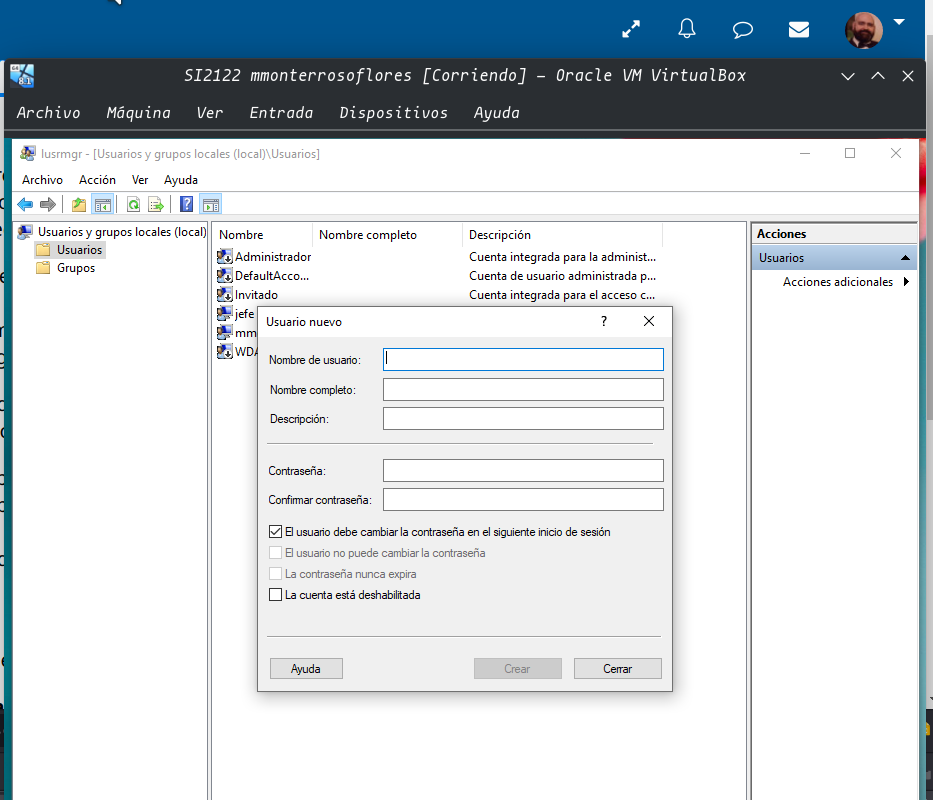 SI2122 mmonterrosoflores [Corriendo] – Oracle VM VirtualBox
Archivo Máquina Ver Entrada Dispositivos Ayuda
lusrmgr - [Usuarios y grupos locales (local)\Usuarios]
Archivo Acción Ver Ayuda
Usuarios y grupos locales (local)
Usuarios
Grupos
Nombre Nombre completo Descripción
Administrador Cuenta integrada para la administ...
DefaultAcco... Cuenta de usuario administrada p...
Invitado Cuenta integrada para el acceso c...
jefe
mm
WDA
Acciones
Usuarios
Acciones adicionales
Usuario nuevo
Nombre de usuario:
Nombre completo:
Descripción:
Contraseña:
Confirmar contraseña:
El usuario debe cambiar la contraseña en el siguiente inicio de sesión
El usuario no puede cambiar la contraseña
La contraseña nunca expira
La cuenta está deshabilitada
Ayuda Crear Cerrar